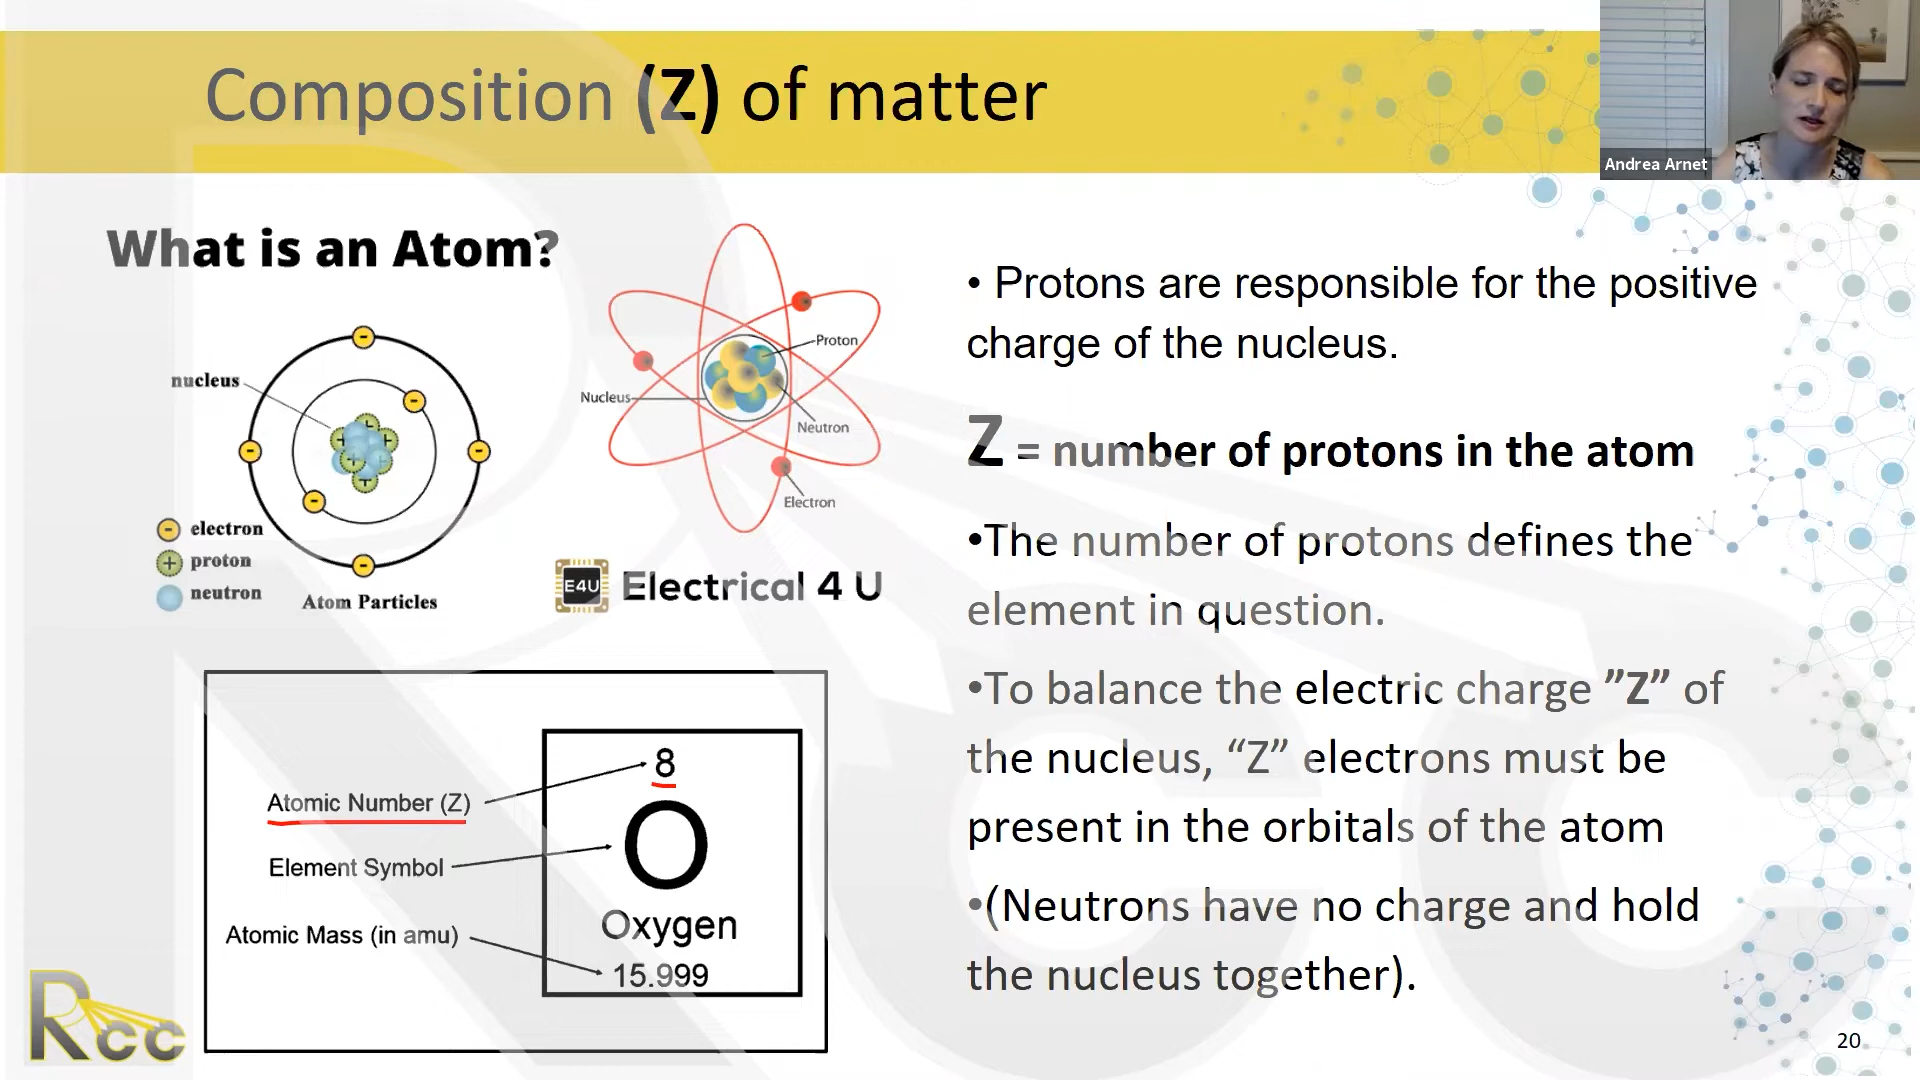 Composition (Z) of matter
Andrea Arnet
What is an Atom?
nucleus
electron
proton
neutron
Atom Particles
Proton
Nucleus
Neutron
Electron
E4U
Electrical 4 U
Atomic Number (Z)
Element Symbol
Atomic Mass (in amu)
8
O
Oxygen
15.999
• Protons are responsible for the positive
charge of the nucleus.
Z = number of protons in the atom
•The number of protons defines the
element in question.
•To balance the electric charge ”Z” of
the nucleus, “Z” electrons must be
present in the orbitals of the atom
•(Neutrons have no charge and hold
the nucleus together).
Rcc
20